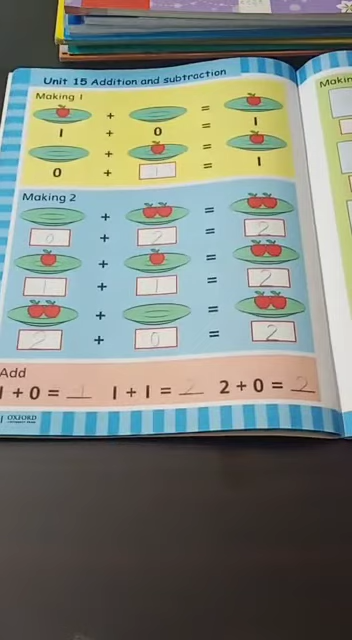 Unit 15 Addition and subtraction
Making 1
+ =
1 + 0 = 1
+ =
0 + 1 = 1
Making 2
+ =
0 + 2 = 2
+ =
1 + 1 = 2
+ =
2 + 0 = 2
Add
1 + 0 = 1 1 + 1 = 2 2 + 0 = 2
OXFORD